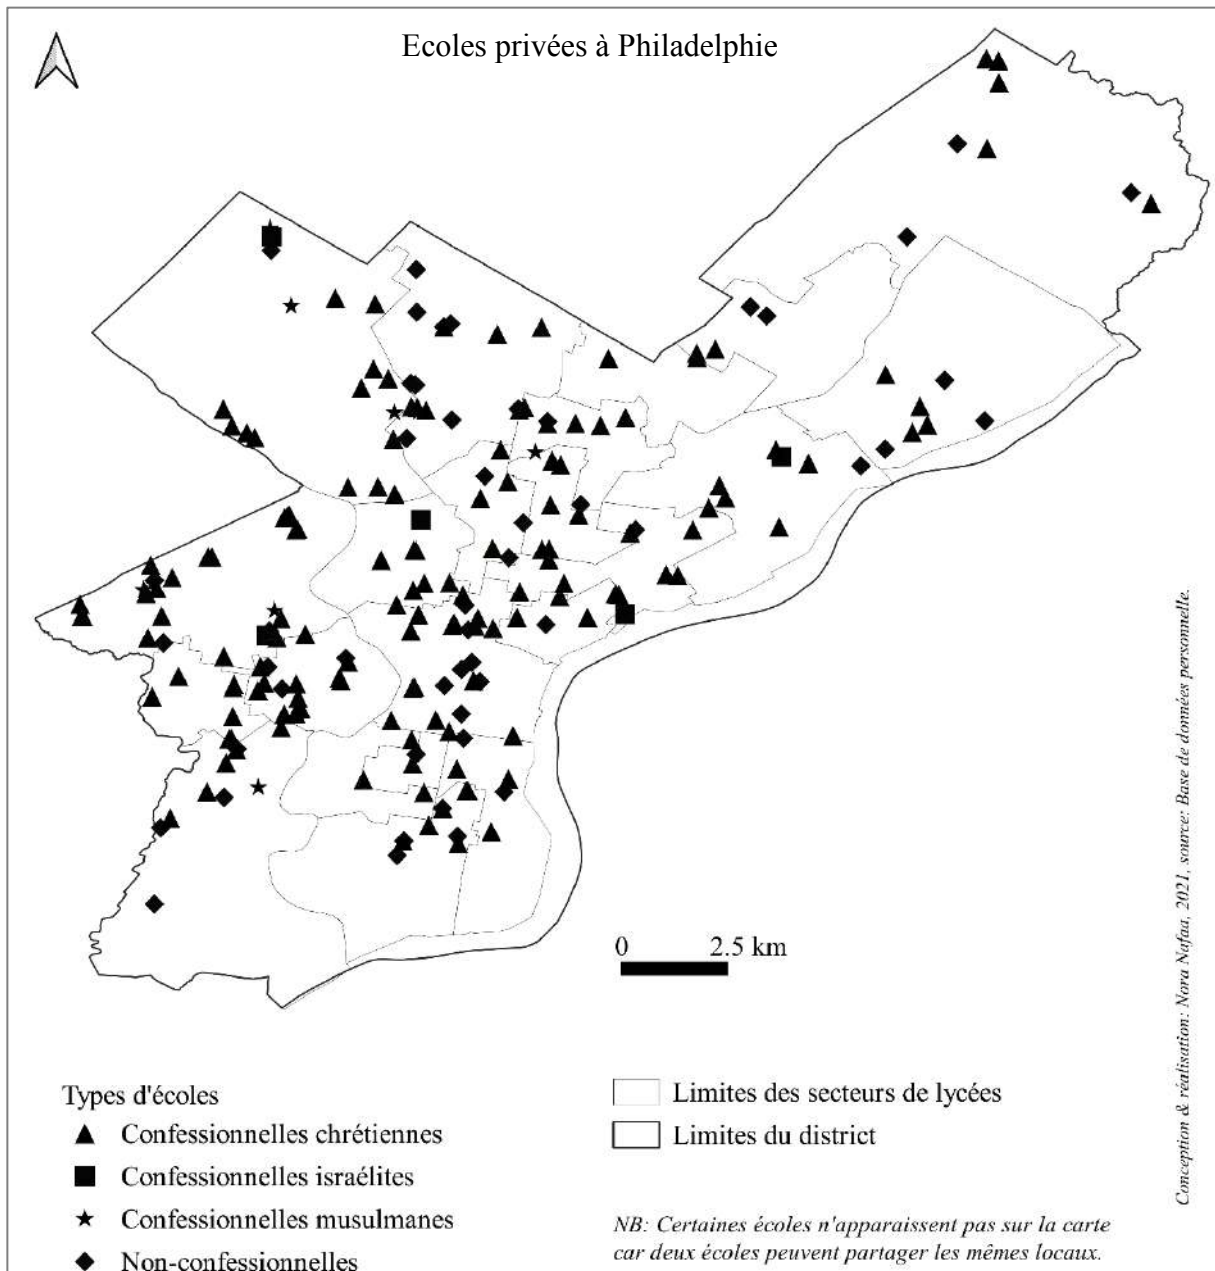 Ecoles privées à Philadelphie
0 2.5 km
Types d'écoles
Confessionnelles chrétiennes
Confessionnelles israélites
Confessionnelles musulmanes
Non-confessionnelles
Limites des secteurs de lycées
Limites du district
NB: Certaines écoles n'apparaissent pas sur la carte
car deux écoles peuvent partager les mêmes locaux.
Conception & réalisation: Nora Nafaa, 2021, source: Base de données personnelle.